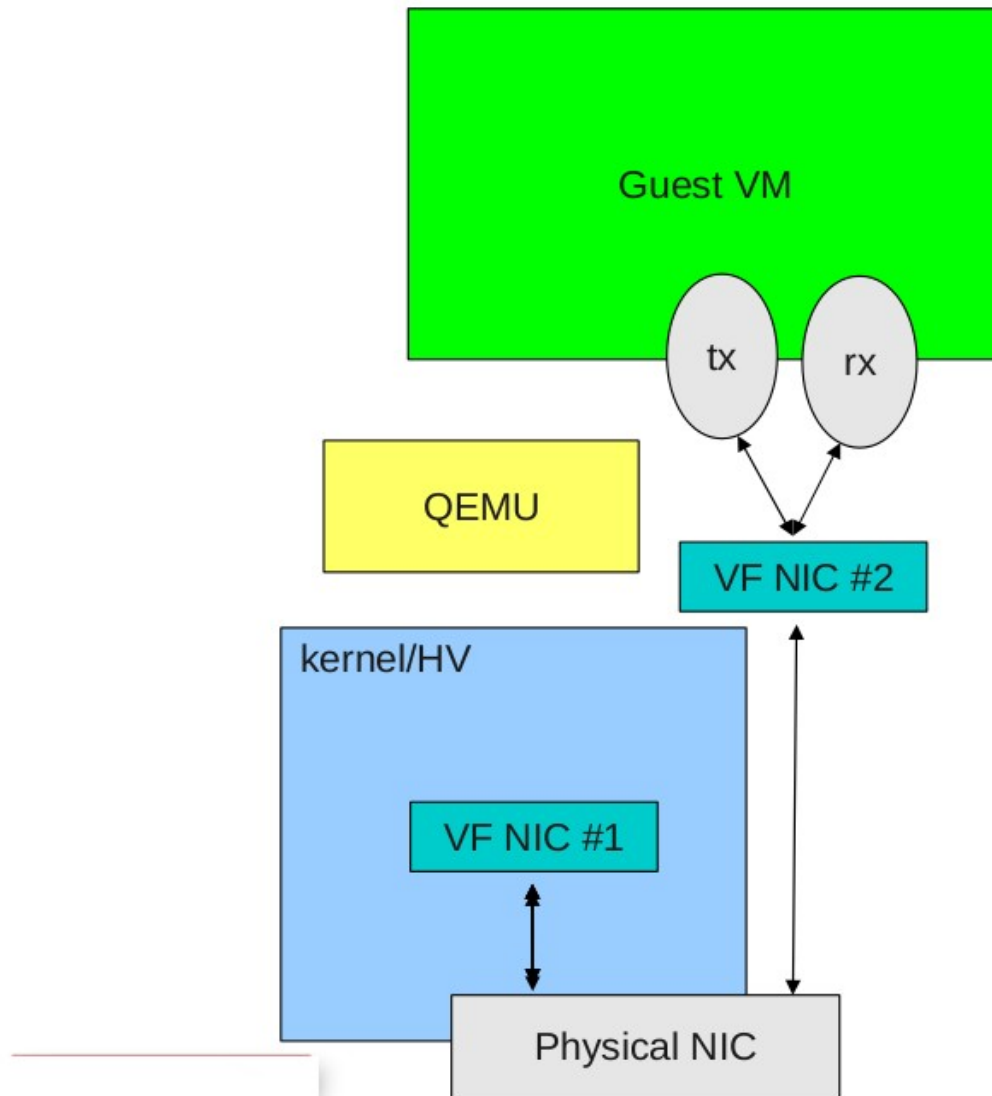 Guest VM
tx
rx
QEMU
VF NIC #2
kernel/HV
VF NIC #1
Physical NIC